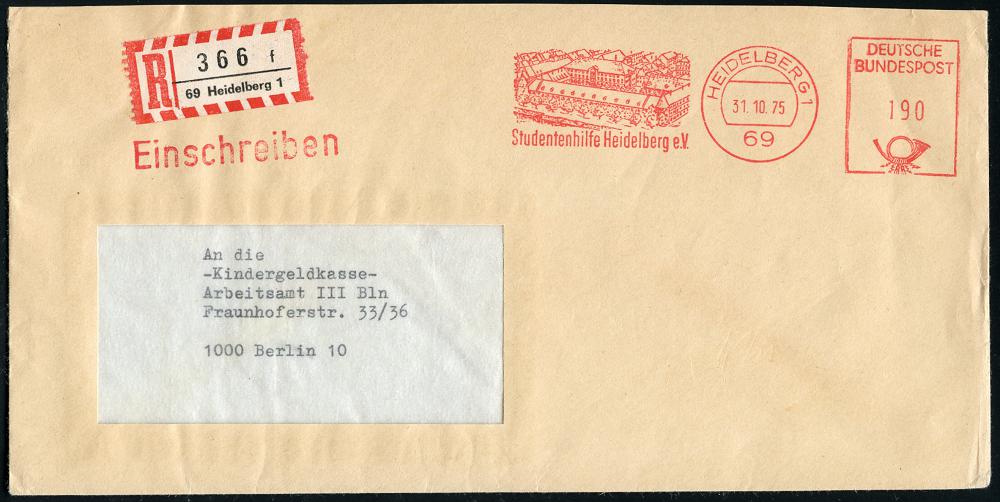 R
366 f
69 Heidelberg 1
Einschreiben
Studentenhilfe Heidelberg e.V.
HEIDELBERG 1
31.10.75
69
DEUTSCHE
BUNDESPOST
190
An die
-Kindergeldkasse-
Arbeitsamt III Bln
Fraunhoferstr. 33/36
1000 Berlin 10